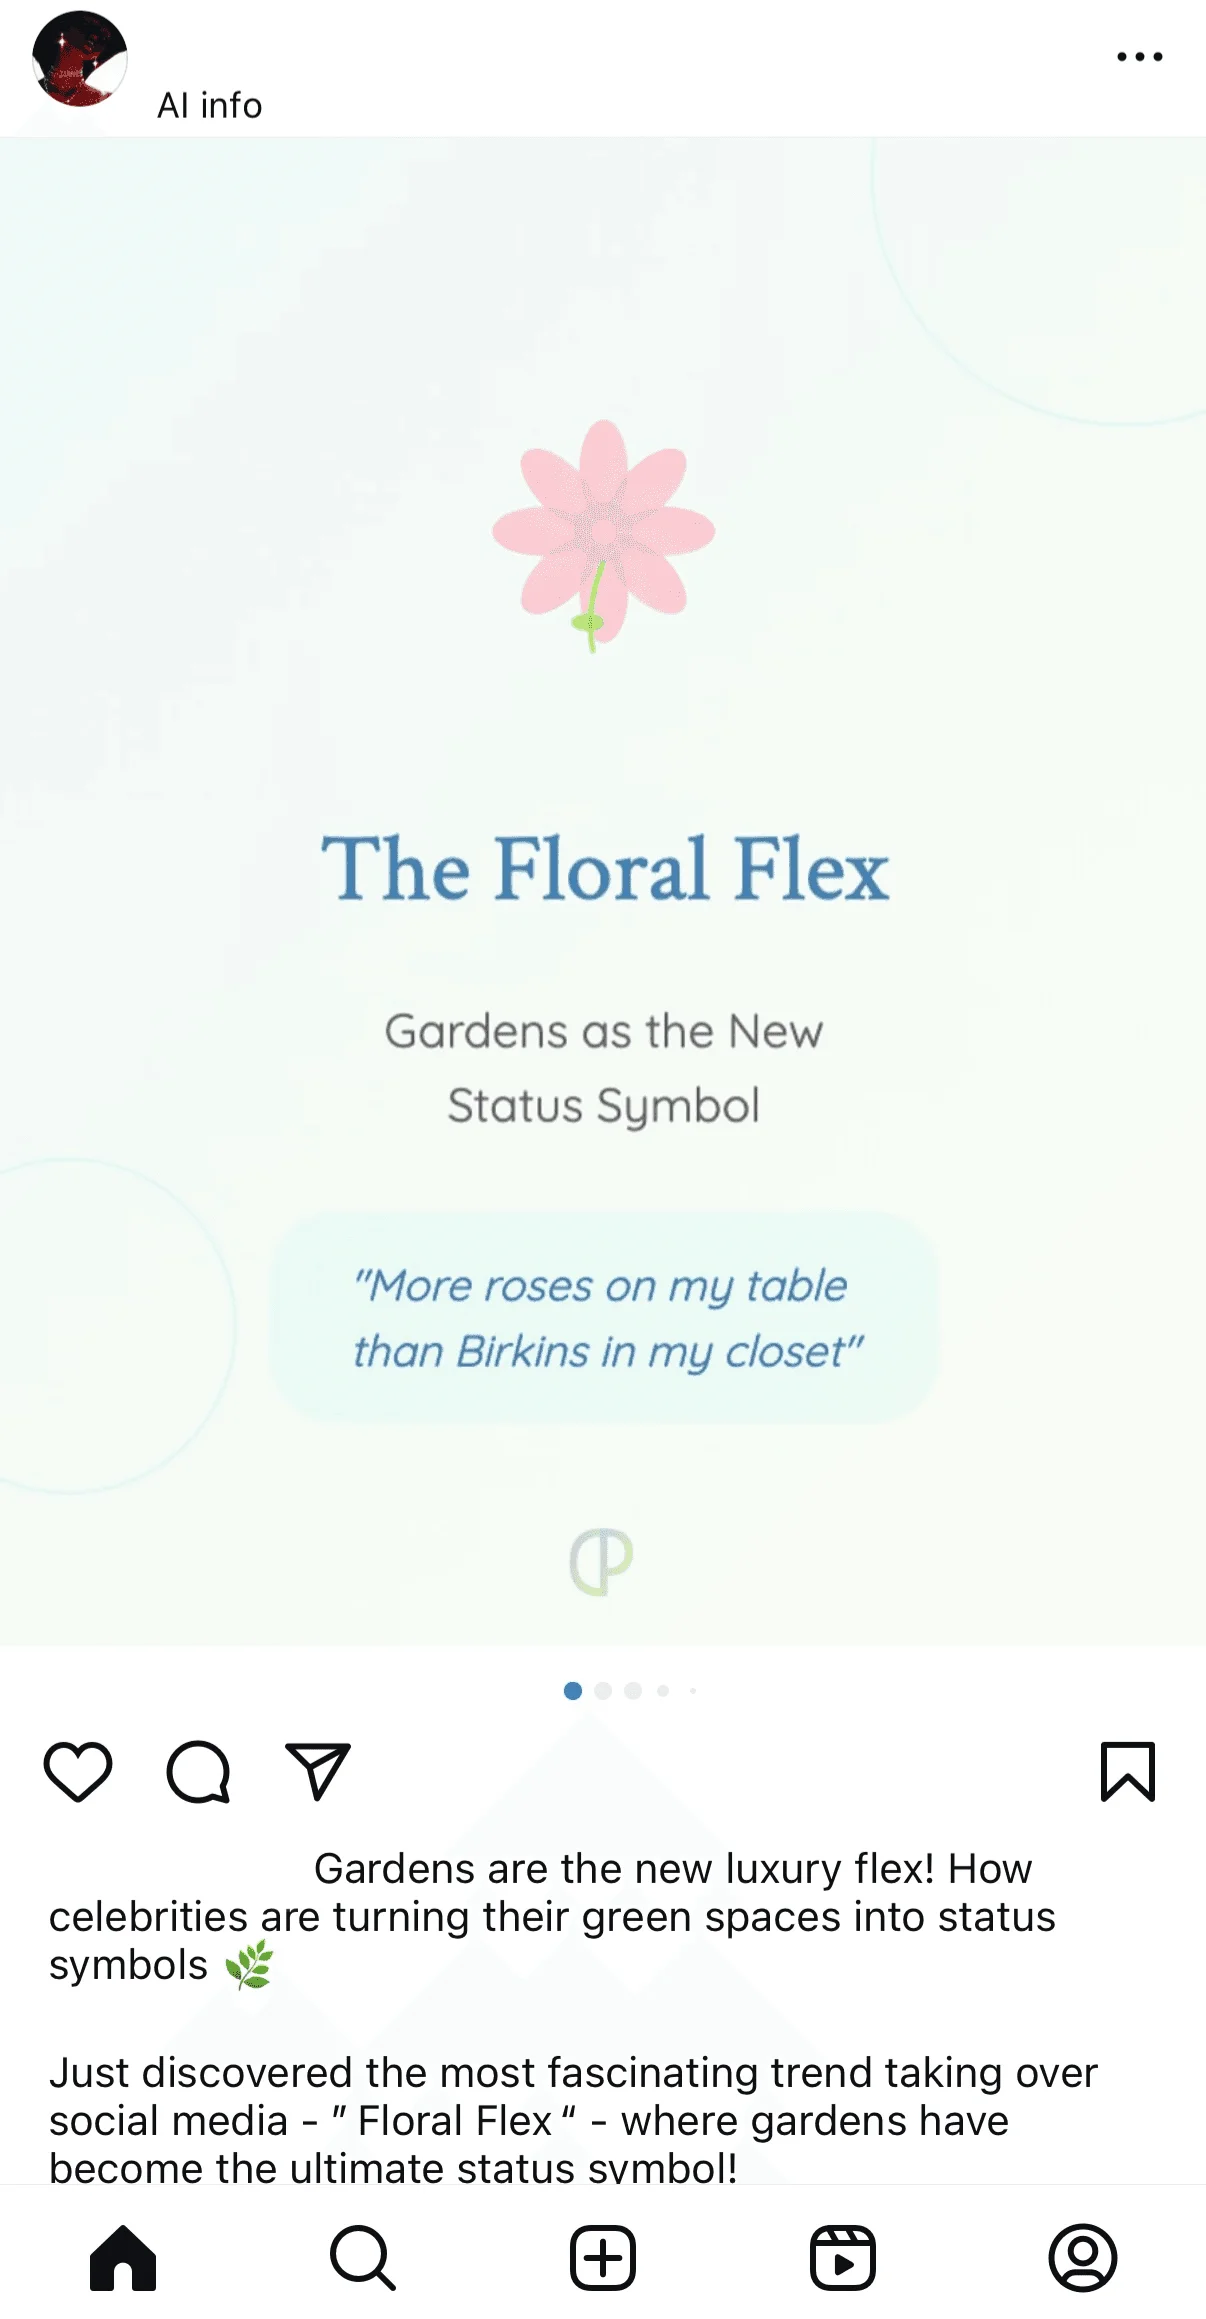 AI info
The Floral Flex
Gardens as the New
Status Symbol
"More roses on my table
than Birkins in my closet"
Gardens are the new luxury flex! How
celebrities are turning their green spaces into status
symbols 🌿
Just discovered the most fascinating trend taking over
social media - ” Floral Flex “ - where gardens have
become the ultimate status symbol!